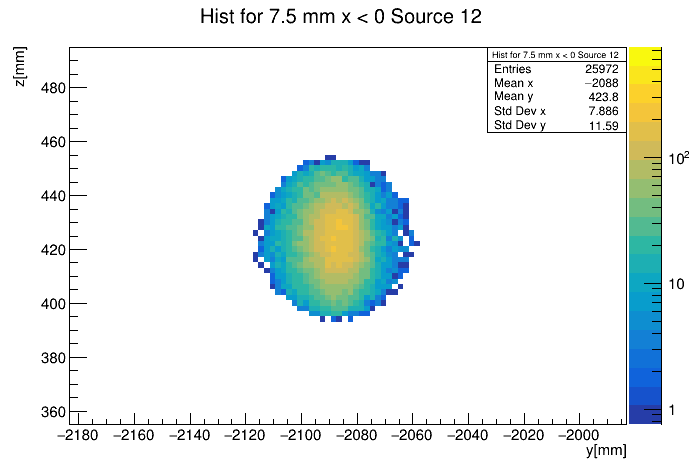 Hist for 7.5 mm x < 0 Source 12
z[mm]
Hist for 7.5 mm x < 0 Source 12
Entries 25972
Mean x −2088
Mean y 423.8
Std Dev x 7.886
Std Dev y 11.59
480
460
440
420
400
380
360
10²
10
1
−2180 −2160 −2140 −2120 −2100 −2080 −2060 −2040 −2020 −2000
y[mm]